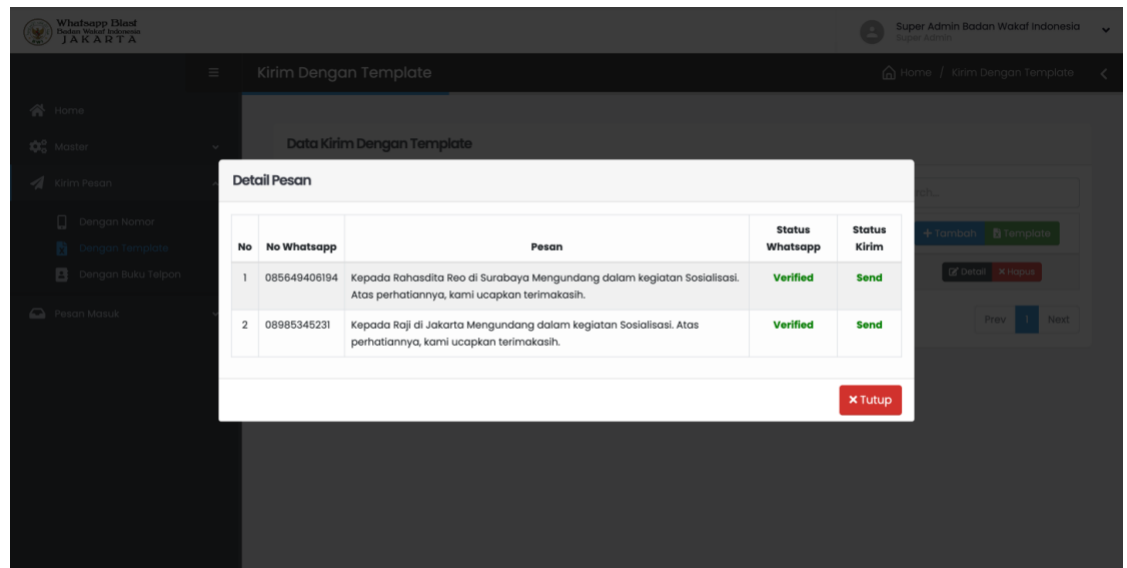 Whatsapp Blast
Badan Wakaf Indonesia
JAKARTA
Super Admin Badan Wakaf Indonesia
Super Admin
Kirim Dengan Template
Home / Kirim Dengan Template
Home
Master
Kirim Pesan
Dengan Nomor
Dengan Template
Dengan Buku Telpon
Pesan Masuk
Data Kirim Dengan Template
+ Tambah
Template
Detail
Hapus
Prev 1 Next
Detail Pesan
No No Whatsapp Pesan Status Whatsapp Status Kirim
1 085649406194 Kepada Rahasdita Reo di Surabaya Mengundang dalam kegiatan Sosialisasi. Verified Send
Atas perhatiannya, kami ucapkan terimakasih.
2 08985345231 Kepada Raji di Jakarta Mengundang dalam kegiatan Sosialisasi. Atas Verified Send
perhatiannya, kami ucapkan terimakasih.
Tutup